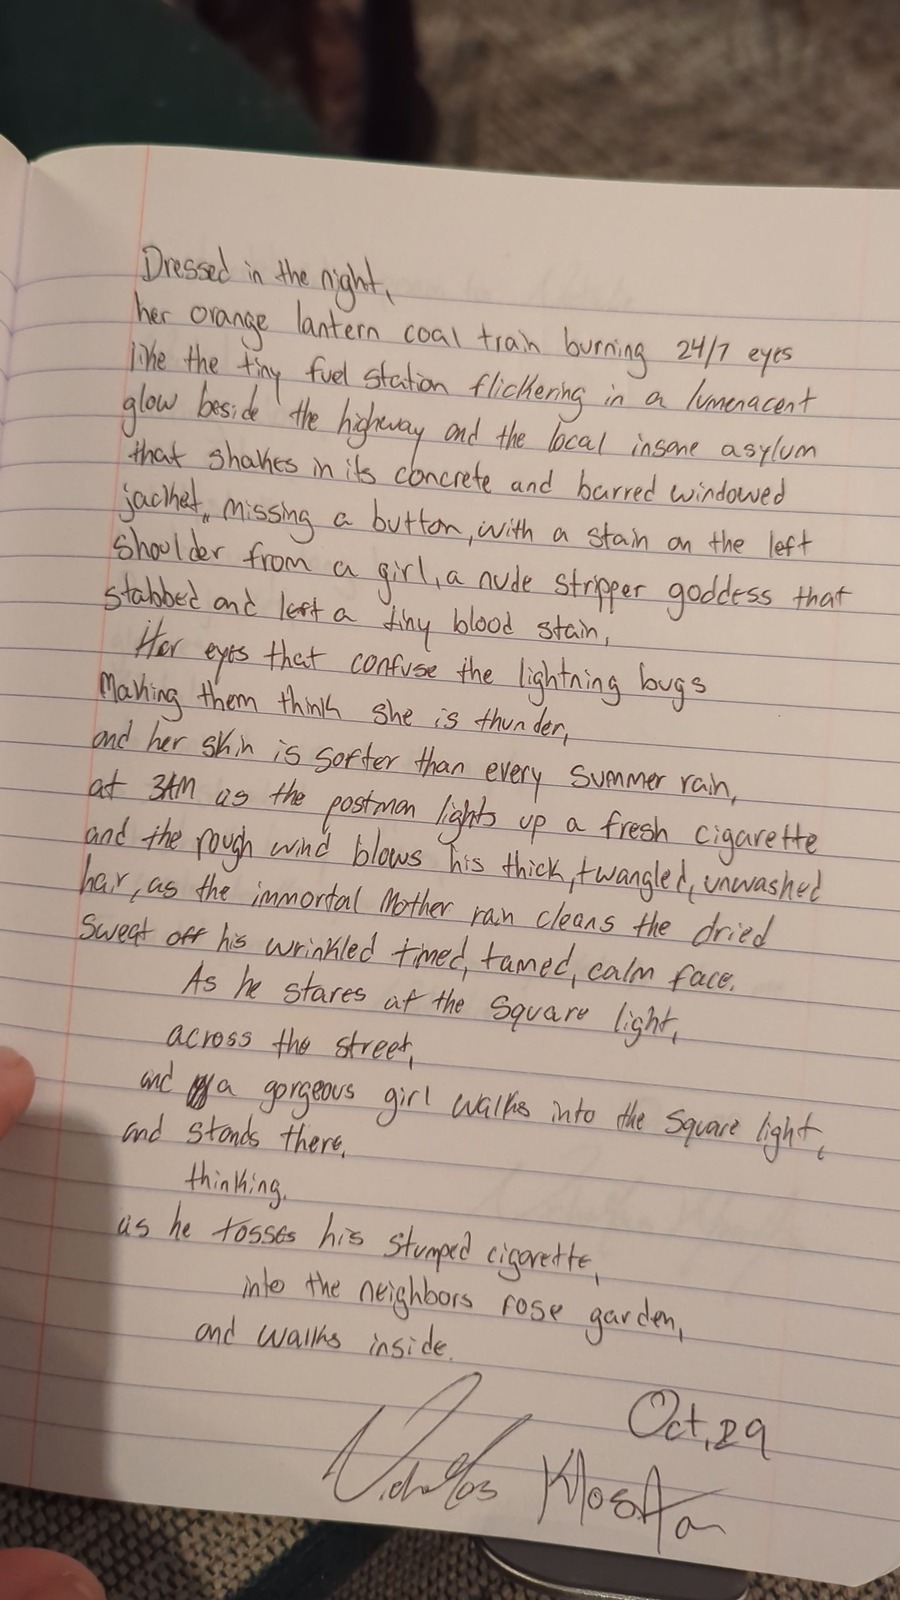 Dressed in the night,
her orange lantern coal train burning 24/7 eyes
like the tiny fuel station flickering in a lumenacent
glow beside the highway and the local insane asylum
that shakes in its concrete and barred windowed
jacket,, missing a button, with a stain on the left
shoulder from a girl, a nude stripper goddess that
stabbed and left a tiny blood stain,
Her eyes that confuse the lightning bugs
Making them think she is thunder,
and her skin is softer than every summer rain,
at 3AM as the postman lights up a fresh cigarette
and the rough wind blows his thick, twangled, unwashed
hair, as the immortal Mother rain cleans the dried
Sweat off his wrinkled timed, tamed, calm face.
As he stares at the square light,
across the street,
and a gorgeous girl walks into the square light,
and stands there,
thinking.
as he tosses his stumped cigarette,
into the neighbors rose garden,
and walks inside.
Oct, 29
Nicholas